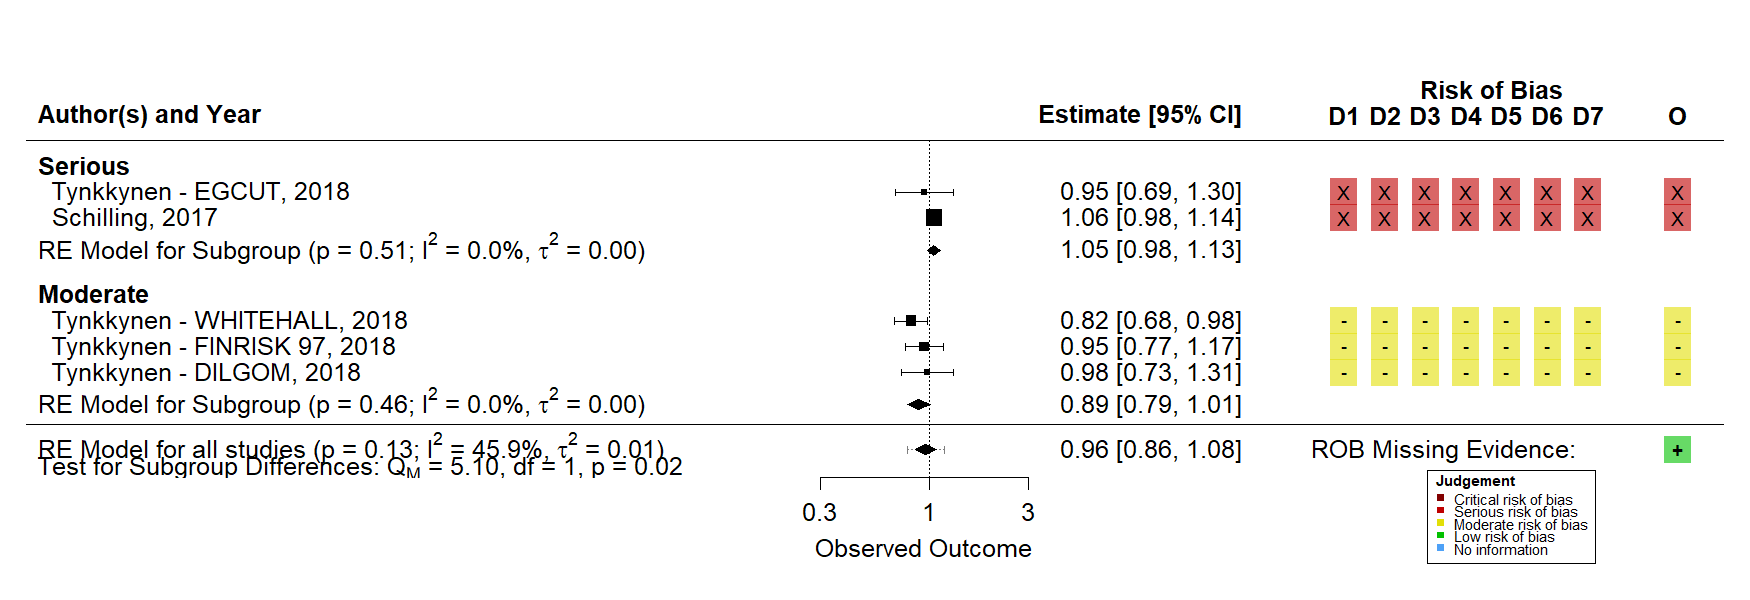 Risk of Bias
Author(s) and Year Estimate [95% CI] D1 D2 D3 D4 D5 D6 D7 O
Serious
Tynkkynen - EGCUT, 2018 0.95 [0.69, 1.30] X X X X X X X X
Schilling, 2017 1.06 [0.98, 1.14] X X X X X X X X
RE Model for Subgroup (p = 0.51; I² = 0.0%, τ² = 0.00) 1.05 [0.98, 1.13]
Moderate
Tynkkynen - WHITEHALL, 2018 0.82 [0.68, 0.98] - - - - - - - -
Tynkkynen - FINRISK 97, 2018 0.95 [0.77, 1.17] - - - - - - - -
Tynkkynen - DILGOM, 2018 0.98 [0.73, 1.31] - - - - - - - -
RE Model for Subgroup (p = 0.46; I² = 0.0%, τ² = 0.00) 0.89 [0.79, 1.01]
RE Model for all studies (p = 0.13; I² = 45.9%, τ² = 0.01) 0.96 [0.86, 1.08] ROB Missing Evidence: +
Test for Subgroup Differences: Q_M = 5.10, df = 1, p = 0.02
0.3 1 3
Observed Outcome
Judgement
Critical risk of bias
Serious risk of bias
Moderate risk of bias
Low risk of bias
No information